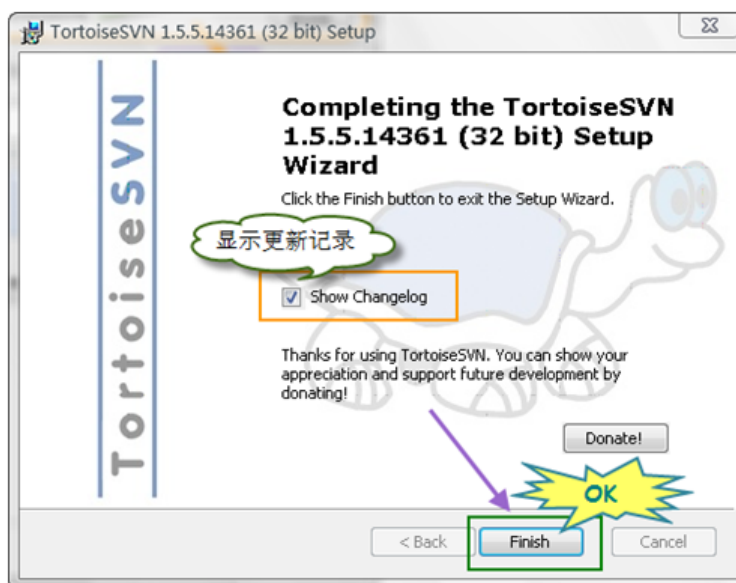 TortoiseSVN 1.5.5.14361 (32 bit) Setup
TortoiseSVN
Completing the TortoiseSVN
1.5.5.14361 (32 bit) Setup
Wizard
Click the Finish button to exit the Setup Wizard.
显示更新记录
Show Changelog
Thanks for using TortoiseSVN. You can show your
appreciation and support future development by
donating!
Donate!
OK
< Back
Finish
Cancel